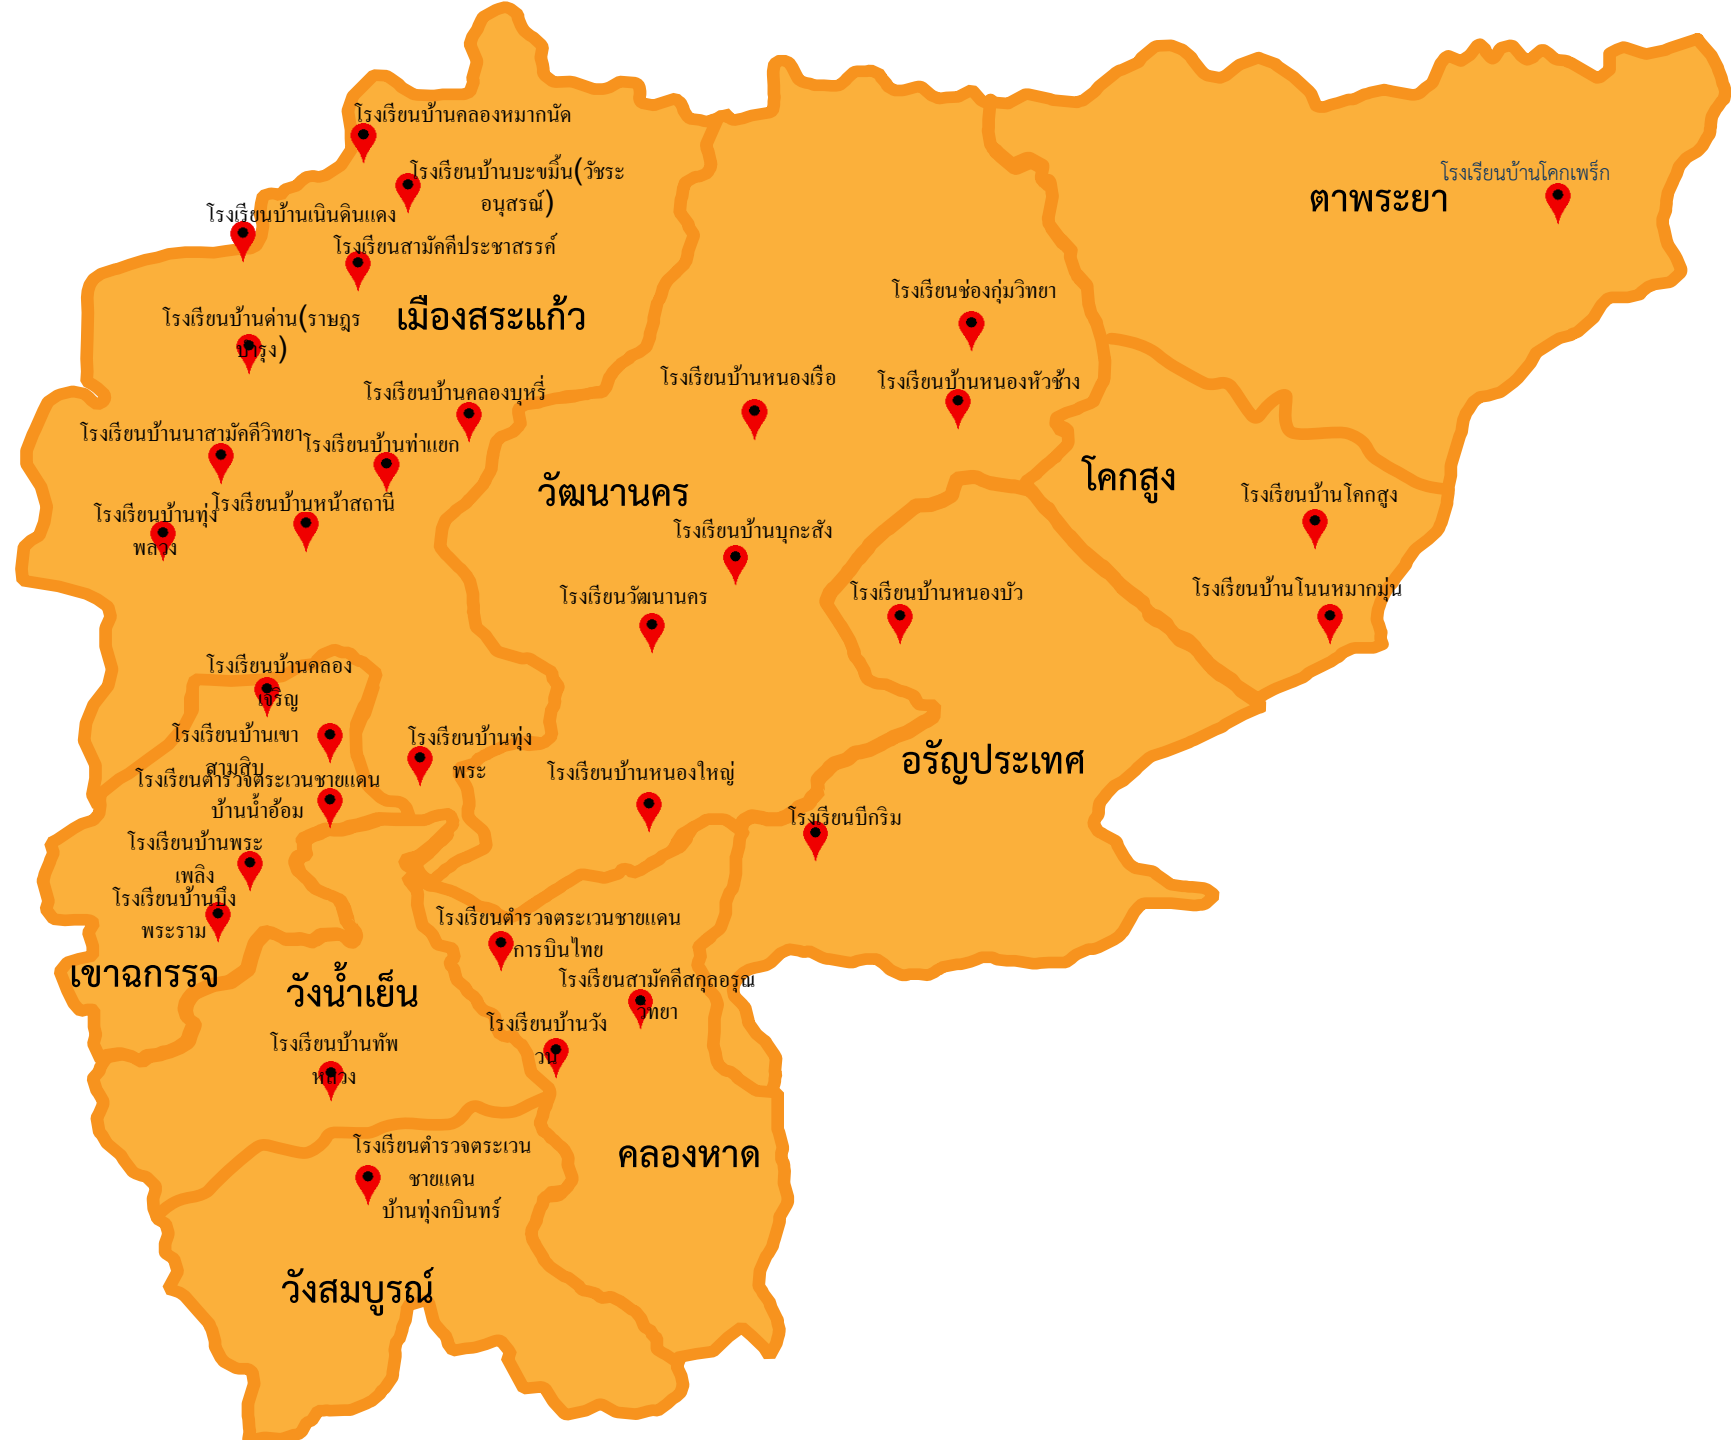 โรงเรียนบ้านคลองหมากนัด
โรงเรียนบ้านบะขมิ้น(วัชระ
อนุสรณ์)
โรงเรียนบ้านโคกเพร็ก
ตาพระยา
โรงเรียนบ้านเนินดินแดง
โรงเรียนสามัคคีประชาสรรค์
โรงเรียนช่องกุ่มวิทยา
โรงเรียนบ้านด่าน(ราษฎร
บำรุง)
เมืองสระแก้ว
โรงเรียนบ้านหนองเรือ
โรงเรียนบ้านหนองหัวช้าง
โรงเรียนบ้านคลองบุหรี่
โรงเรียนบ้านนาสามัคคีวิทยา
โรงเรียนบ้านท่าแยก
โคกสูง
วัฒนานคร
โรงเรียนบ้านโคกสูง
โรงเรียนบ้านหน้าสถานี
โรงเรียนบ้านทุ่ง
พลวง
โรงเรียนบ้านบุกะสัง
โรงเรียนบ้านโนนหมากมุ่น
โรงเรียนบ้านหนองบัว
โรงเรียนวัฒนานคร
โรงเรียนบ้านคลอง
เจริญ
โรงเรียนบ้านเขา
สามสิบ
โรงเรียนบ้านทุ่ง
พระ
อรัญประเทศ
โรงเรียนบ้านหนองใหญ่
โรงเรียนตำรวจตระเวนชายแดน
บ้านน้ำอ้อม
โรงเรียนบีกริม
โรงเรียนบ้านพระ
เพลิง
โรงเรียนบ้านบึง
พระราม
โรงเรียนตำรวจตระเวนชายแดน
การบินไทย
เขาฉกรรจ
วังน้ำเย็น
โรงเรียนสามัคคีสกุลอรุณ
วิทยา
โรงเรียนบ้านวัง
วน
โรงเรียนบ้านทัพ
หลวง
โรงเรียนตำรวจตระเวน
ชายแดน
บ้านทุ่งกบินทร์
คลองหาด
วังสมบูรณ์